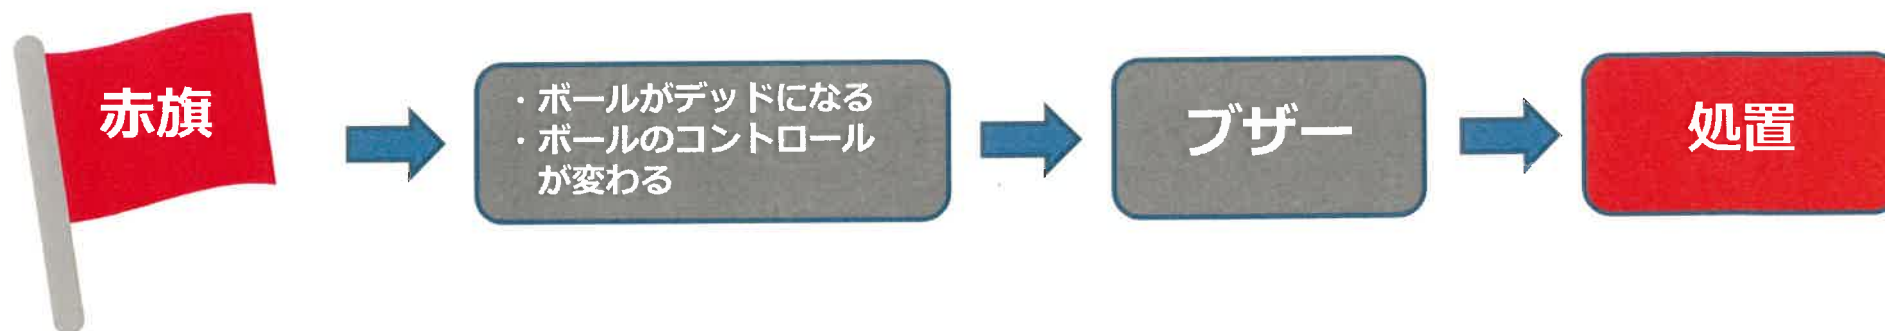 赤旗
・ボールがデッドになる
・ボールのコントロール
が変わる
ブザー
処置